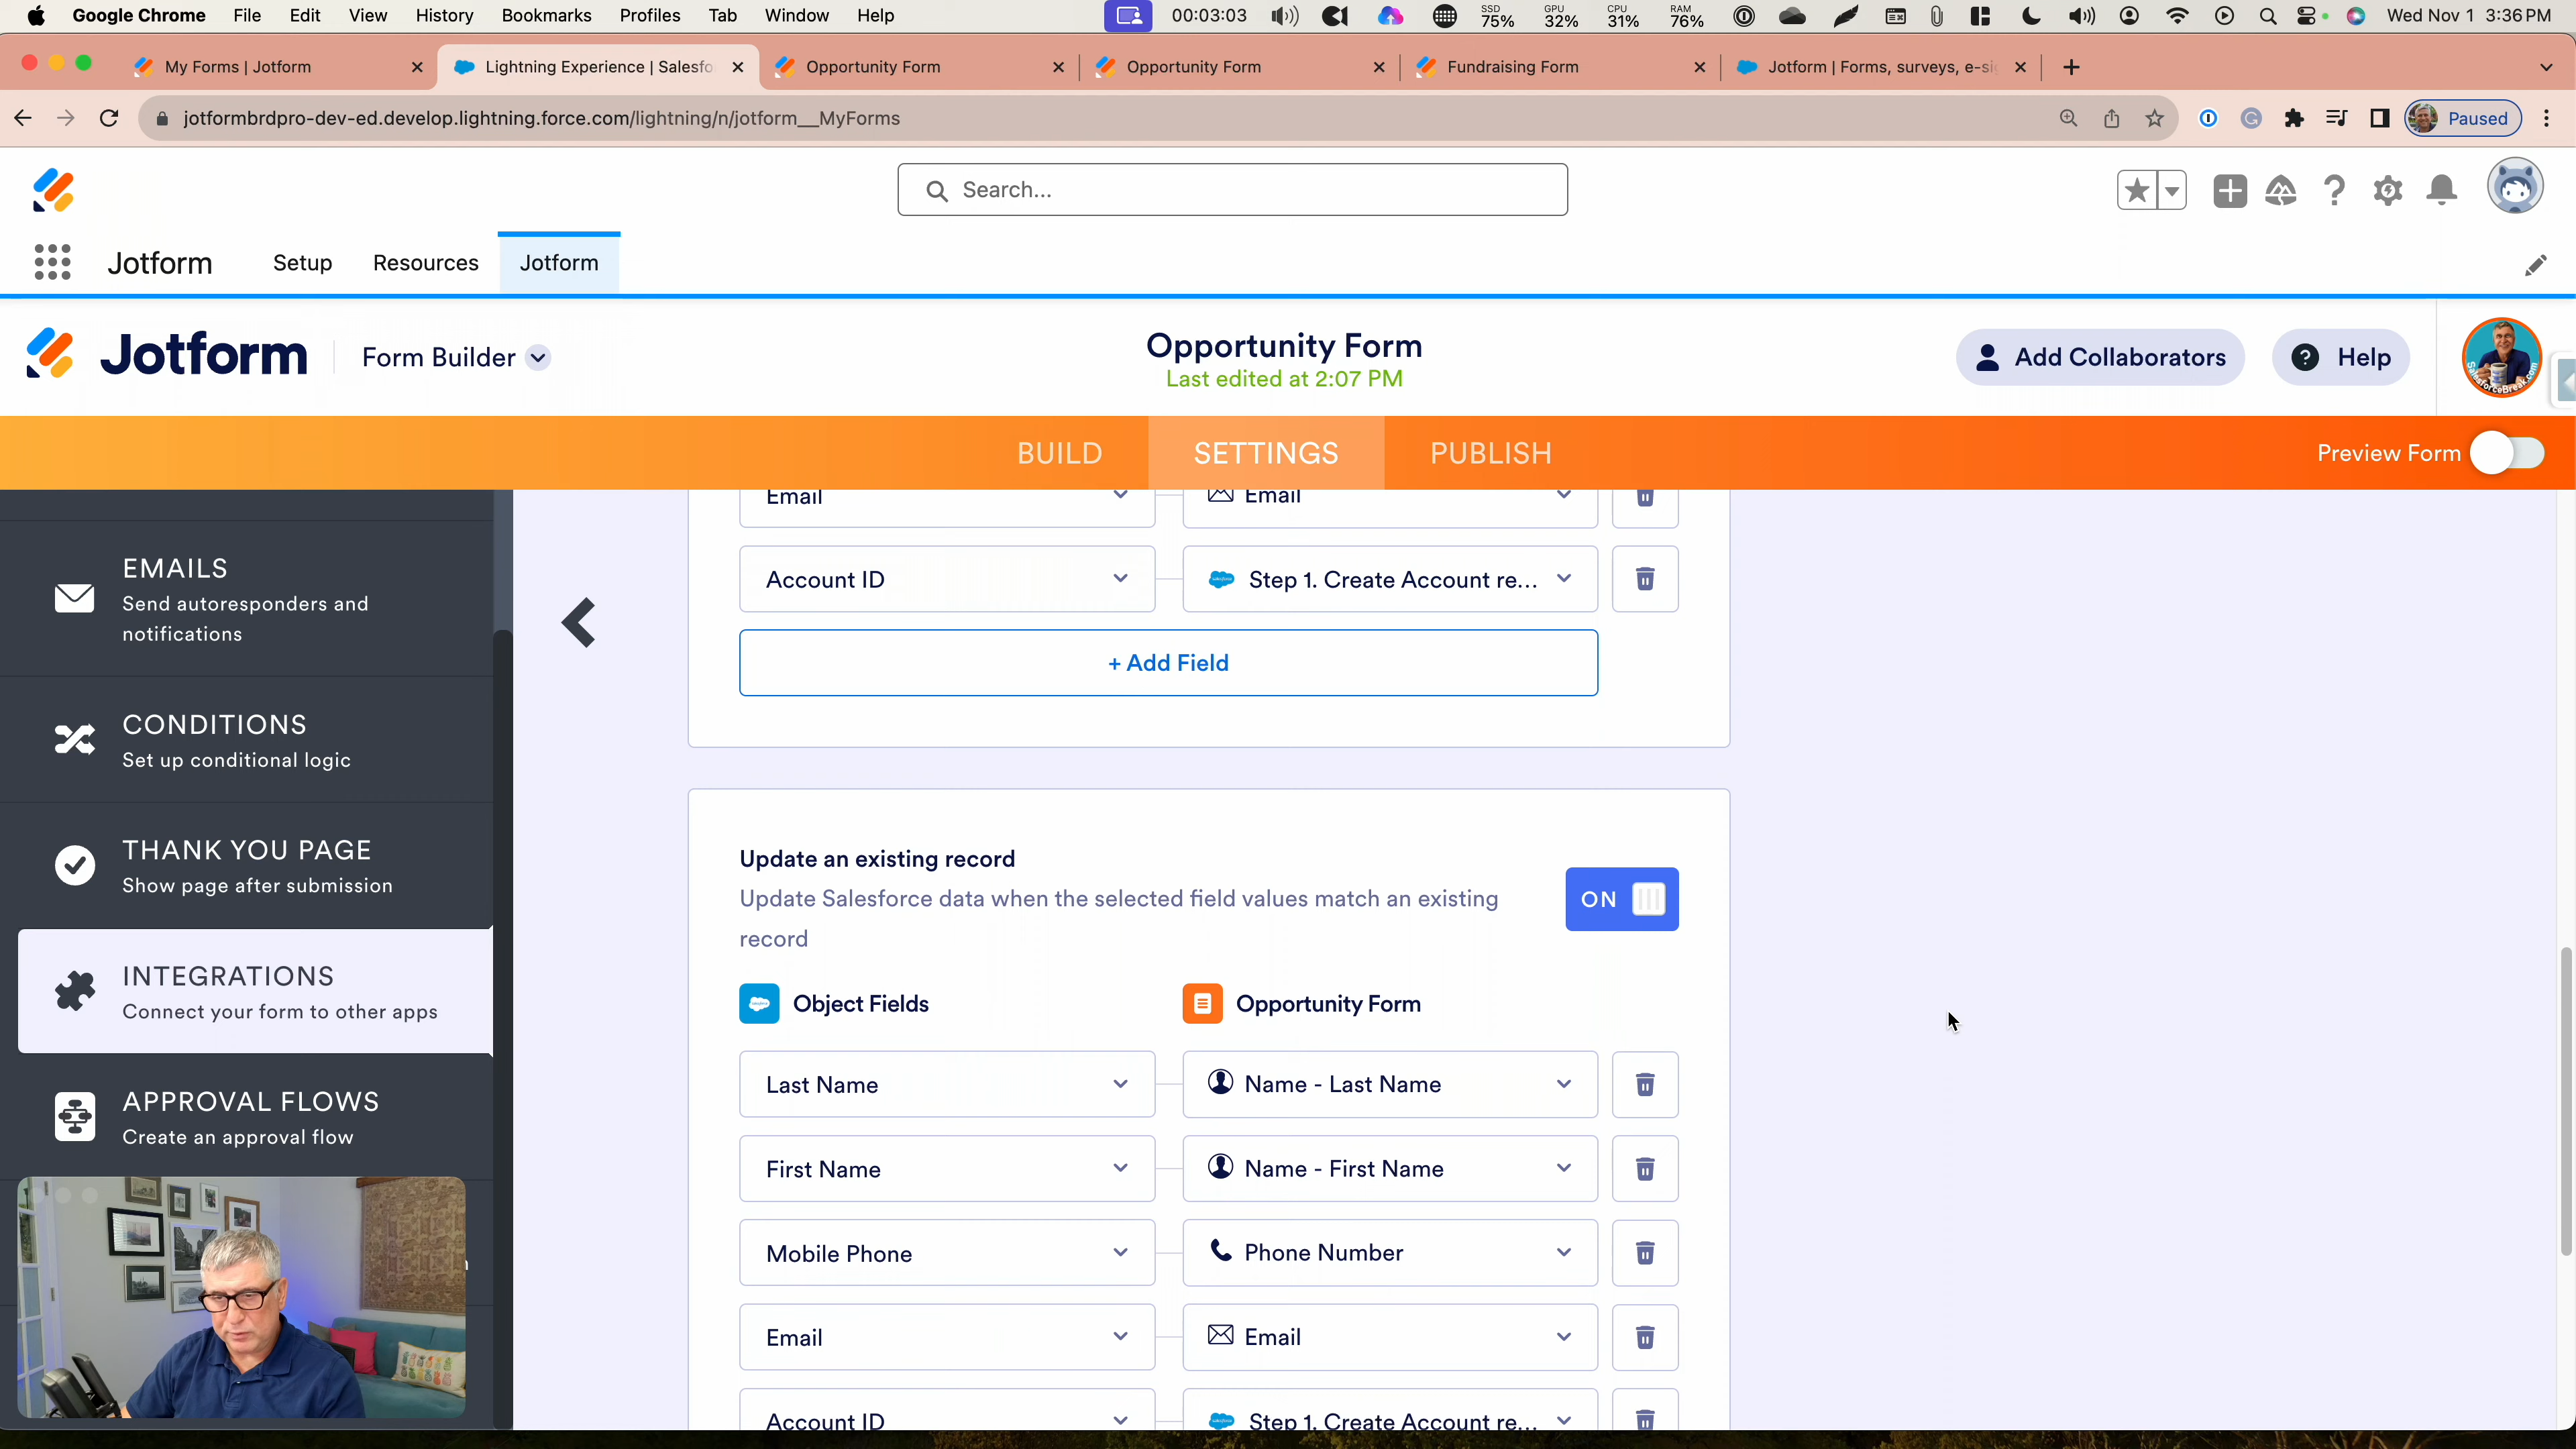 Google Chrome File Edit View History Bookmarks Profiles Tab Window Help 00:03:03 SSD 75% GPU 32% CPU 31% RAM 76% Wed Nov 1 3:36 PM
My Forms | Jotform Lightning Experience | Salesfo Opportunity Form Opportunity Form Fundraising Form Jotform | Forms, surveys, e-si
jotformbrdpro-dev-ed.develop.lightning.force.com/lightning/n/jotform__MyForms Paused
Search...
Jotform Setup Resources Jotform
Jotform Form Builder Opportunity Form Add Collaborators Help
Last edited at 2:07 PM
SalesforceBreak.com
BUILD SETTINGS PUBLISH Preview Form
EMAILS
Send autoresponders and
notifications
CONDITIONS
Set up conditional logic
THANK YOU PAGE
Show page after submission
INTEGRATIONS
Connect your form to other apps
APPROVAL FLOWS
Create an approval flow
Email Email
Account ID Step 1. Create Account re...
+ Add Field
Update an existing record
Update Salesforce data when the selected field values match an existing
record
ON
Object Fields Opportunity Form
Last Name Name - Last Name
First Name Name - First Name
Mobile Phone Phone Number
Email Email
Account ID Step 1. Create Account re...